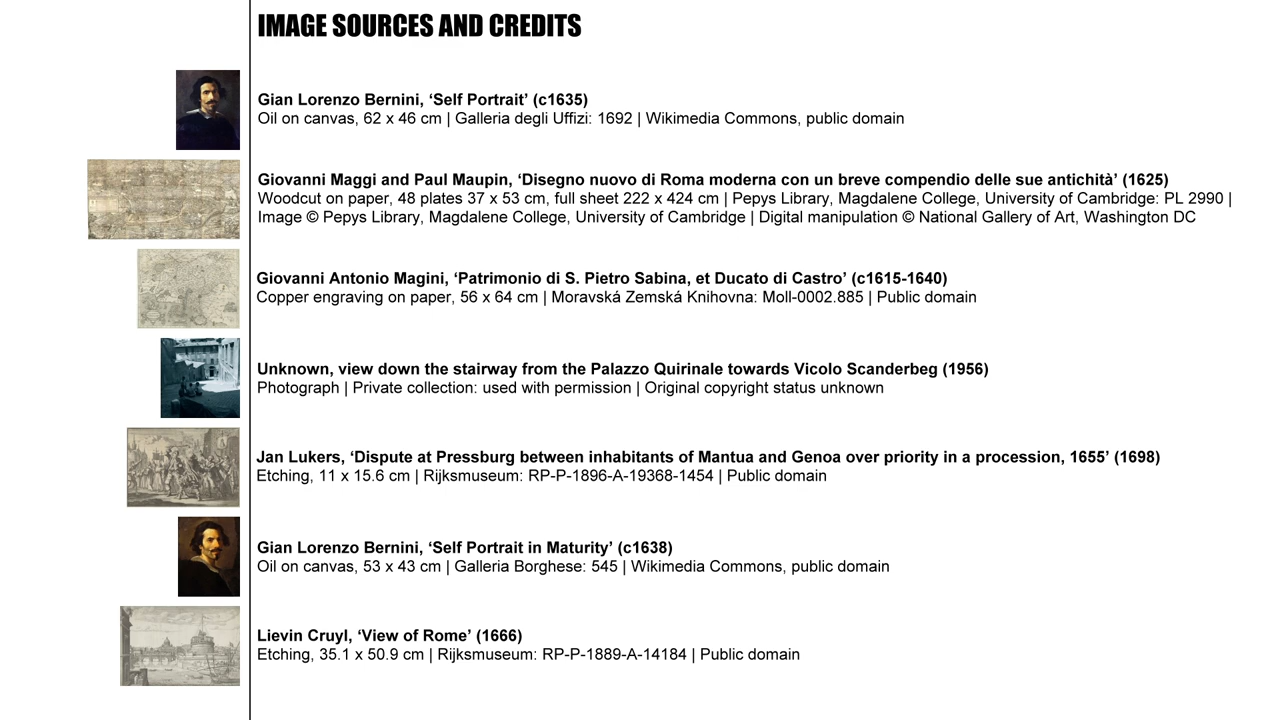 IMAGE SOURCES AND CREDITS
Gian Lorenzo Bernini, ‘Self Portrait’ (c1635)
Oil on canvas, 62 x 46 cm | Galleria degli Uffizi: 1692 | Wikimedia Commons, public domain
Giovanni Maggi and Paul Maupin, ‘Disegno nuovo di Roma moderna con un breve compendio delle sue antichità’ (1625)
Woodcut on paper, 48 plates 37 x 53 cm, full sheet 222 x 424 cm | Pepys Library, Magdalene College, University of Cambridge: PL 2990 |
Image © Pepys Library, Magdalene College, University of Cambridge | Digital manipulation © National Gallery of Art, Washington DC
Giovanni Antonio Magini, ‘Patrimonio di S. Pietro Sabina, et Ducato di Castro’ (c1615-1640)
Copper engraving on paper, 56 x 64 cm | Moravská Zemská Knihovna: Moll-0002.885 | Public domain
Unknown, view down the stairway from the Palazzo Quirinale towards Vicolo Scanderbeg (1956)
Photograph | Private collection: used with permission | Original copyright status unknown
Jan Lukers, ‘Dispute at Pressburg between inhabitants of Mantua and Genoa over priority in a procession, 1655’ (1698)
Etching, 11 x 15.6 cm | Rijksmuseum: RP-P-1896-A-19368-1454 | Public domain
Gian Lorenzo Bernini, ‘Self Portrait in Maturity’ (c1638)
Oil on canvas, 53 x 43 cm | Galleria Borghese: 545 | Wikimedia Commons, public domain
Lievin Cruyl, ‘View of Rome’ (1666)
Etching, 35.1 x 50.9 cm | Rijksmuseum: RP-P-1889-A-14184 | Public domain